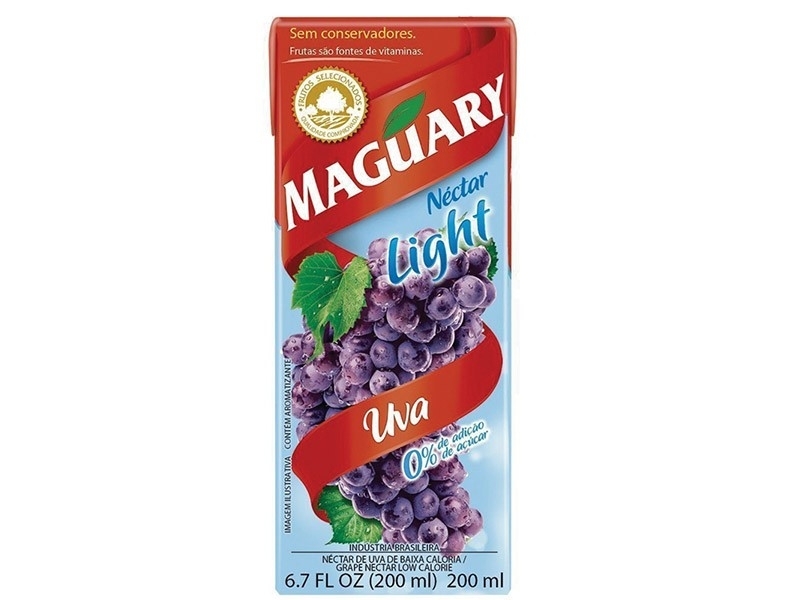 Sem conservadores.
Frutas são fontes de vitaminas.
FRUTOS SELECIONADOS
QUALIDADE COMPROVADA
MAGUARY
Néctar
Light
Uva
0% de adição
de açúcar
IMAGEM ILUSTRATIVA CONTÉM AROMATIZANTE
INDÚSTRIA BRASILEIRA
NÉCTAR DE UVA DE BAIXA CALORIA /
GRAPE NECTAR LOW CALORIE
6.7 FL OZ (200 ml) 200 ml